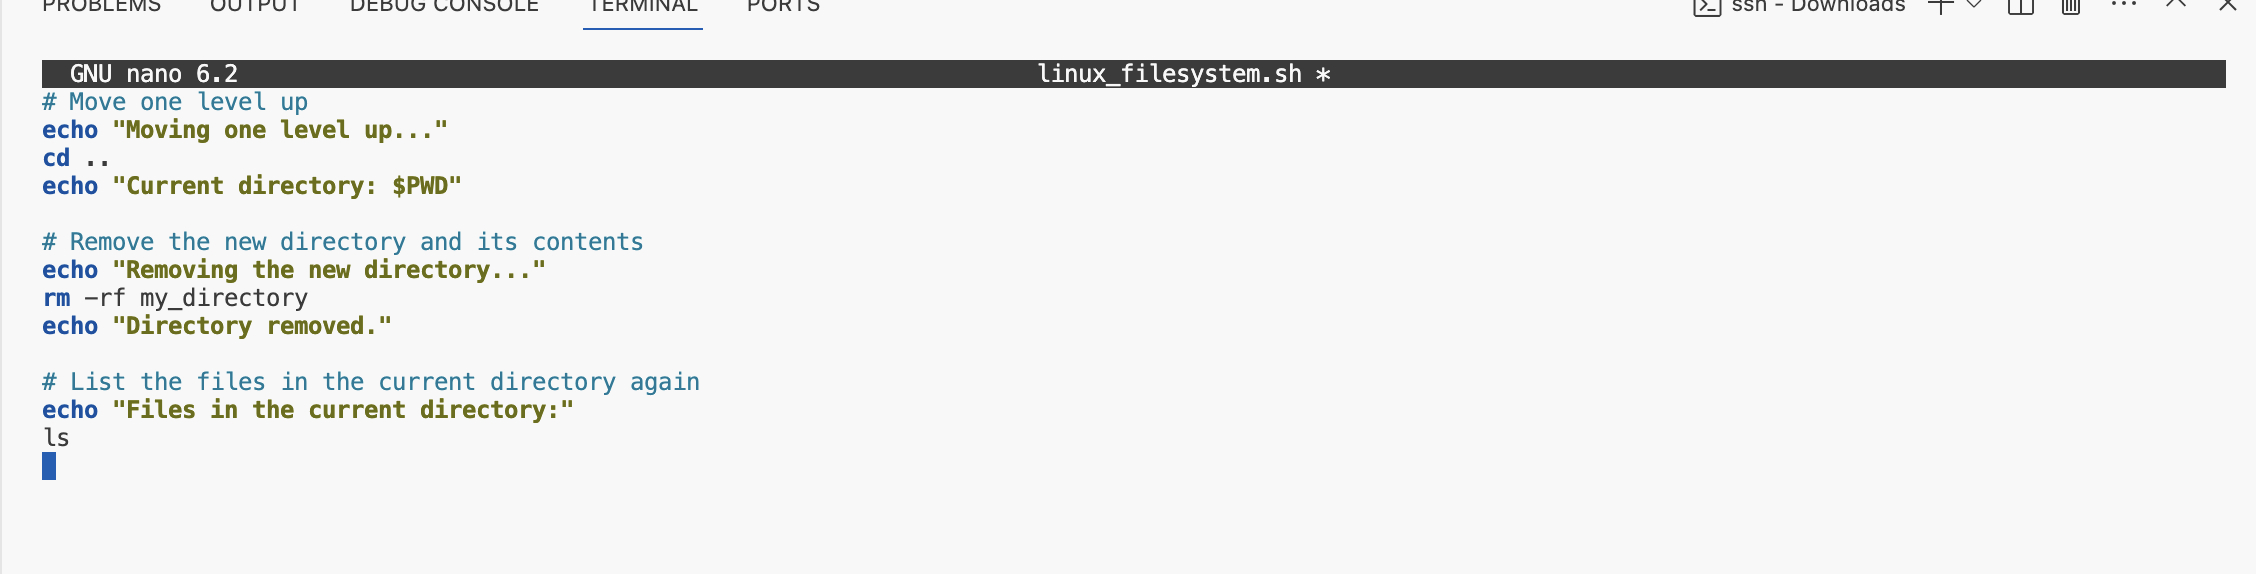 PROBLEMS OUTPUT DEBUG CONSOLE TERMINAL PORTS ssh - Downloads
GNU nano 6.2 linux_filesystem.sh *
# Move one level up
echo "Moving one level up..."
cd ..
echo "Current directory: $PWD"
# Remove the new directory and its contents
echo "Removing the new directory..."
rm -rf my_directory
echo "Directory removed."
# List the files in the current directory again
echo "Files in the current directory:"
ls